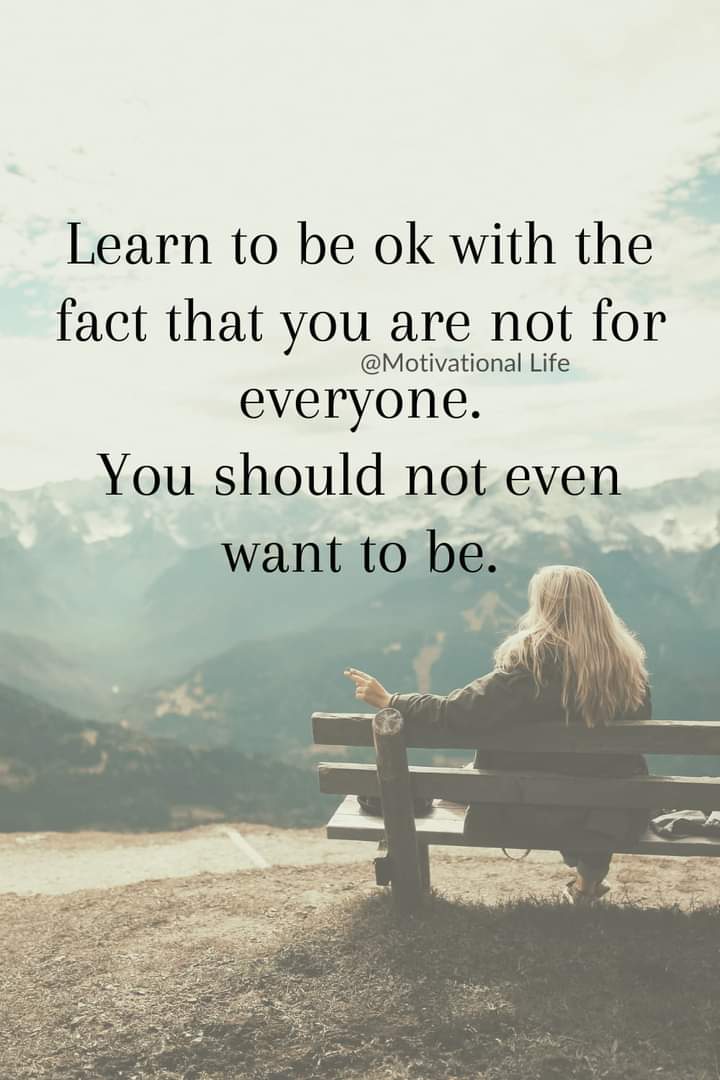 Learn to be ok with the
fact that you are not for
@Motivational Life
everyone.
You should not even
want to be.